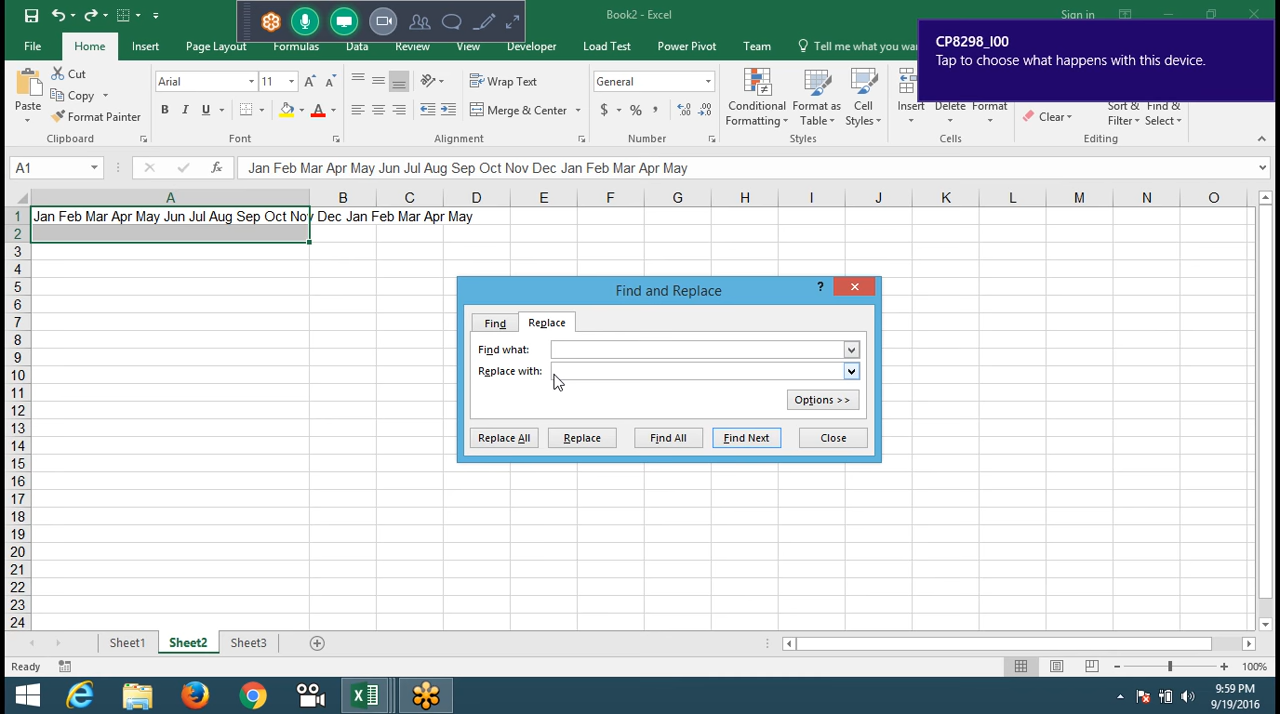 Book2 - Excel
Sign in
File Home Insert Page Layout Formulas Data Review View Developer Load Test Power Pivot Team Tell me what you wan
CP8298_I00
Tap to choose what happens with this device.
Paste
Cut
Copy
Format Painter
Clipboard
Arial 11
B I U
Font
Wrap Text
Merge & Center
Alignment
General
$ % ,
Number
Conditional Formatting
Format as Table
Cell Styles
Styles
Insert Delete Format
Cells
Clear
Sort & Filter
Find & Select
Editing
A1 fx Jan Feb Mar Apr May Jun Jul Aug Sep Oct Nov Dec Jan Feb Mar Apr May
A B C D E F G H I J K L M N O
1 Jan Feb Mar Apr May Jun Jul Aug Sep Oct Nov Dec Jan Feb Mar Apr May
2
3
4
5
6
7
8
9
10
11
12
13
14
15
16
17
18
19
20
21
22
23
24
Find and Replace ?
Find Replace
Find what:
Replace with:
Options >>
Replace All Replace Find All Find Next Close
Sheet1 Sheet2 Sheet3
Ready 100%
9:59 PM
9/19/2016